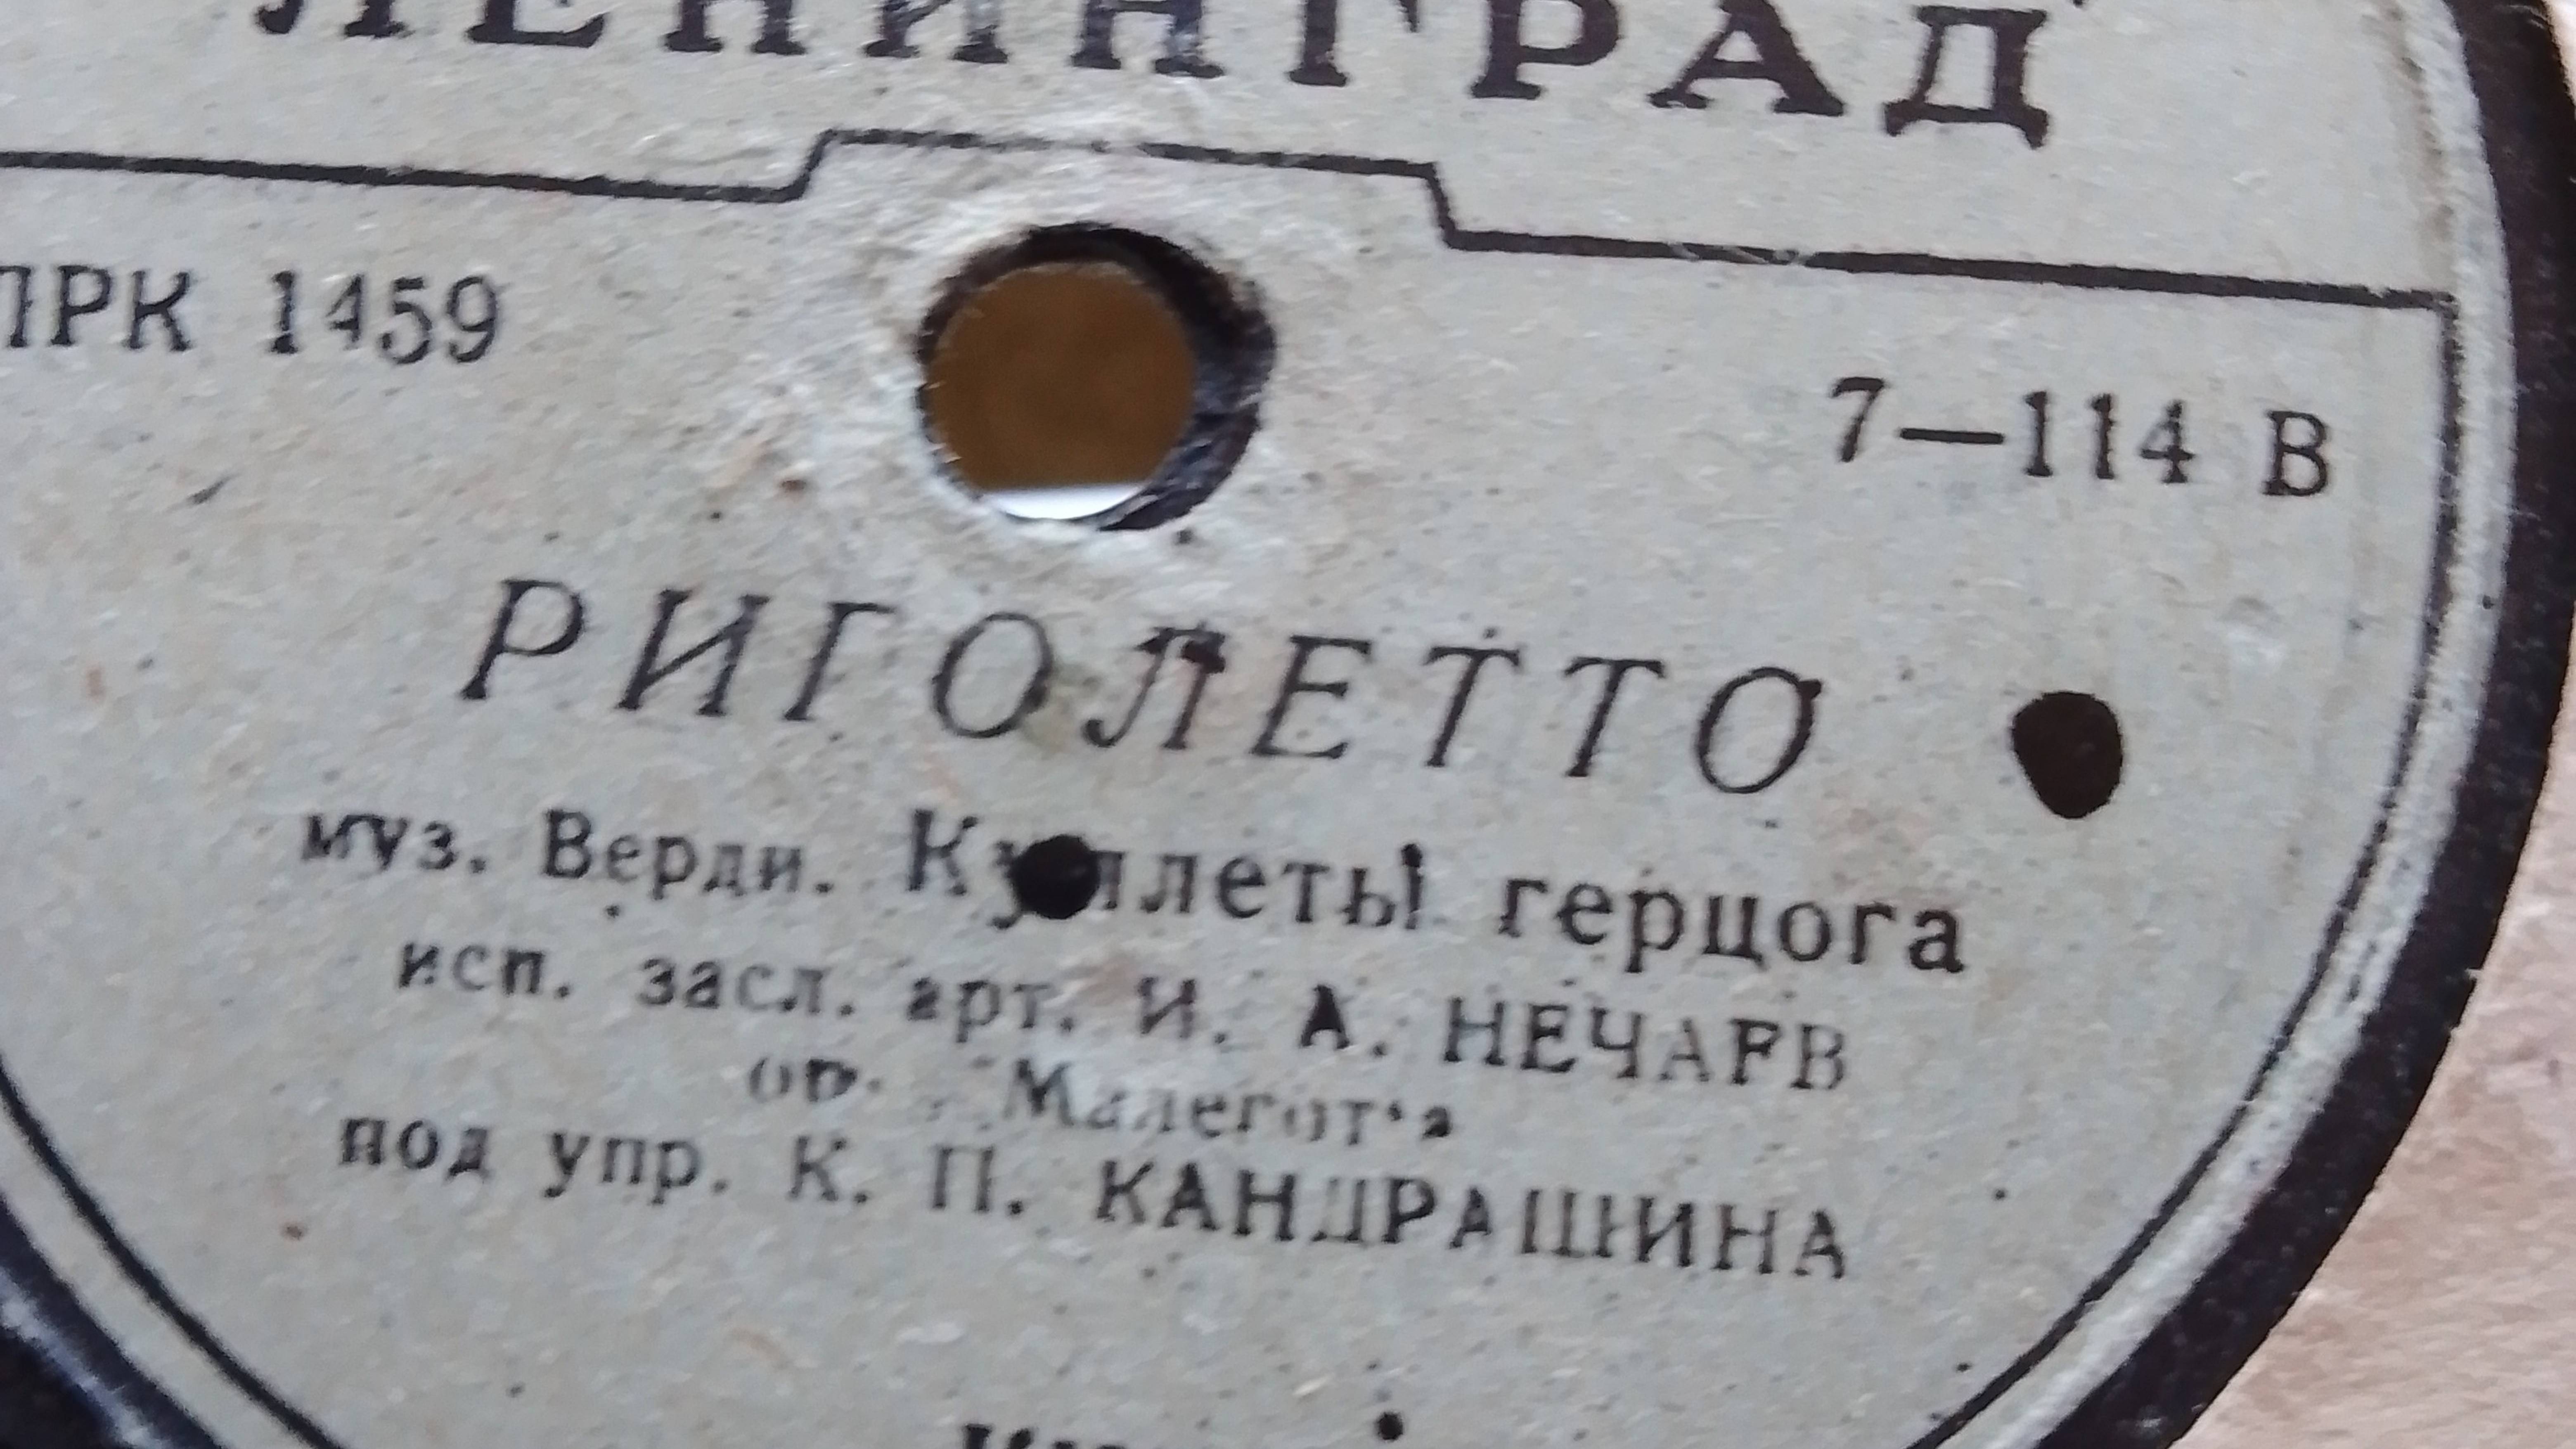 ЛЕНИНГРАД
ПРК 1459
7—114 В
РИГОЛЕТТО
муз. Верди. Куплеты герцога
исп. засл. арт. И. А. НЕЧАЕВ
ор. Малегот'а
под упр. К. П. КАНДРАШИНА